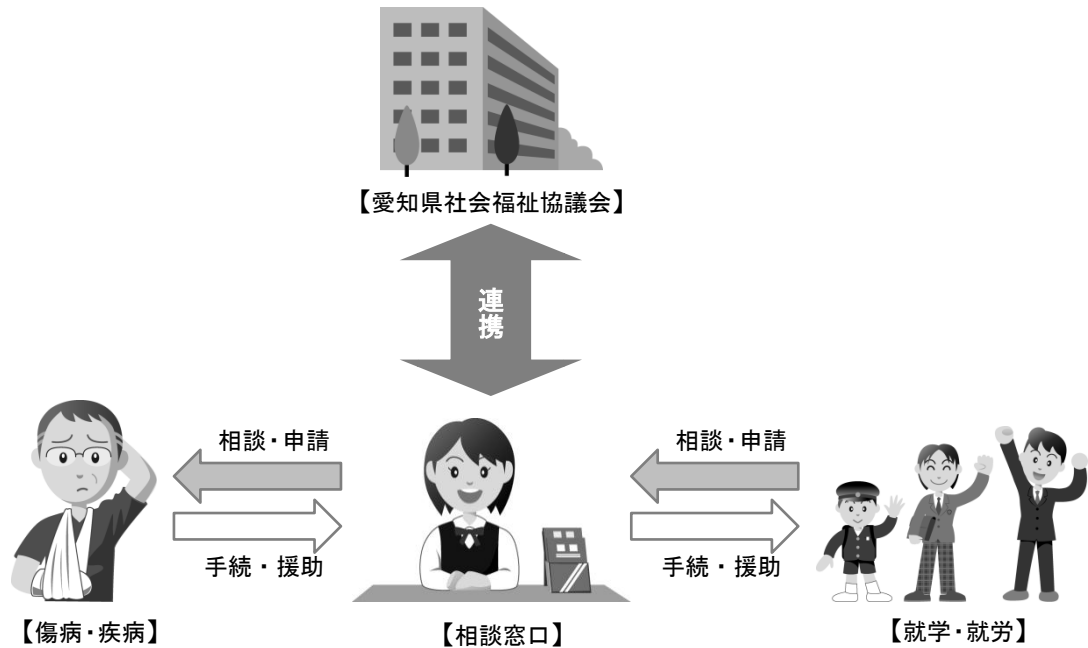 【愛知県社会福祉協議会】
連携
相談・申請
相談・申請
手続・援助
手続・援助
【傷病・疾病】
【相談窓口】
【就学・就労】